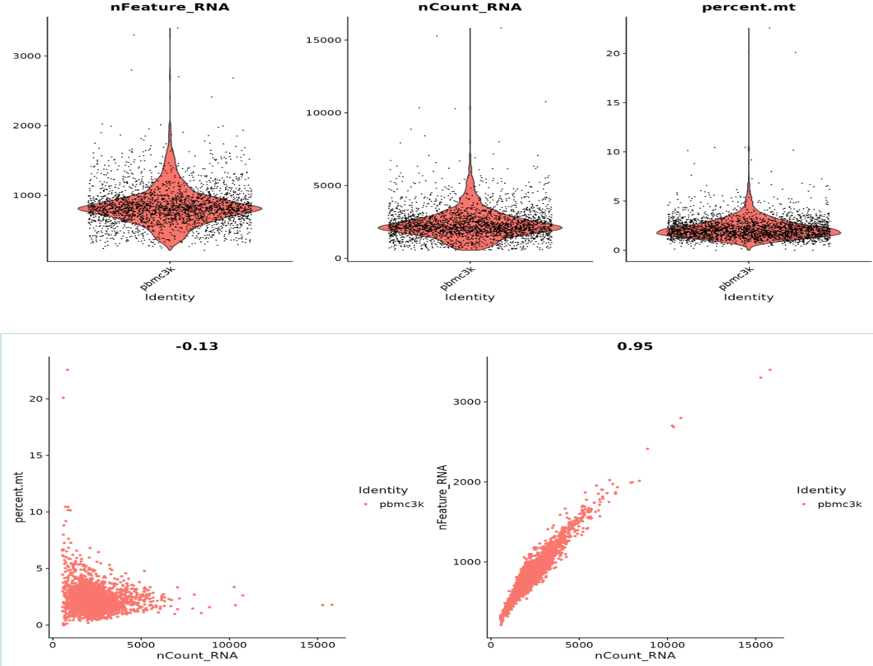 nFeature_RNA
3000
2000
1000
pbmc3k
Identity
nCount_RNA
15000
10000
5000
0
pbmc3k
Identity
percent.mt
20
15
10
5
0
pbmc3k
Identity
-0.13
percent.mt
20
15
10
5
0
0 5000 10000 15000
nCount_RNA
Identity
pbmc3k
0.95
nFeature_RNA
3000
2000
1000
0 5000 10000 15000
nCount_RNA
Identity
pbmc3k